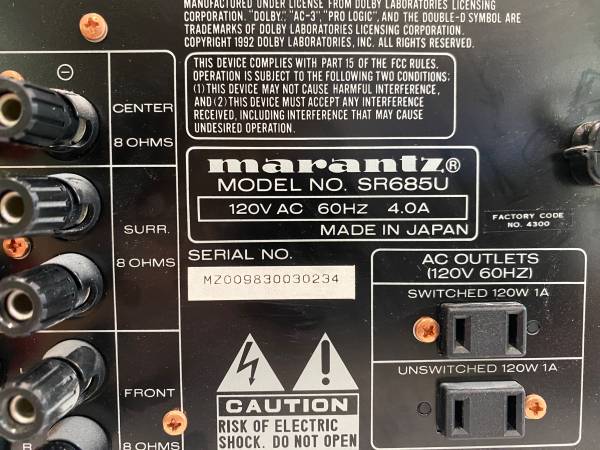 MANUFACTURED UNDER LICENSE FROM DOLBY LABORATORIES LICENSING
CORPORATION. "DOLBY," "AC-3", "PRO LOGIC", AND THE DOUBLE-D SYMBOL ARE
TRADEMARKS OF DOLBY LABORATORIES LICENSING CORPORATION.
COPYRIGHT 1992 DOLBY LABORATORIES, INC. ALL RIGHTS RESERVED.
THIS DEVICE COMPLIES WITH PART 15 OF THE FCC RULES.
OPERATION IS SUBJECT TO THE FOLLOWING TWO CONDITIONS:
(1) THIS DEVICE MAY NOT CAUSE HARMFUL INTERFERENCE,
AND (2) THIS DEVICE MUST ACCEPT ANY INTERFERENCE
RECEIVED, INCLUDING INTERFERENCE THAT MAY CAUSE
UNDESIRED OPERATION.
CENTER
8 OHMS
marantz®
MODEL NO. SR685U
120V AC 60HZ 4.0A
MADE IN JAPAN
FACTORY CODE
NO. 4300
SURR.
8 OHMS
SERIAL NO.
MZ009830030234
AC OUTLETS
(120V 60HZ)
SWITCHED 120W 1A
UNSWITCHED 120W 1A
L
FRONT
R
8 OHMS
CAUTION
RISK OF ELECTRIC
SHOCK. DO NOT OPEN